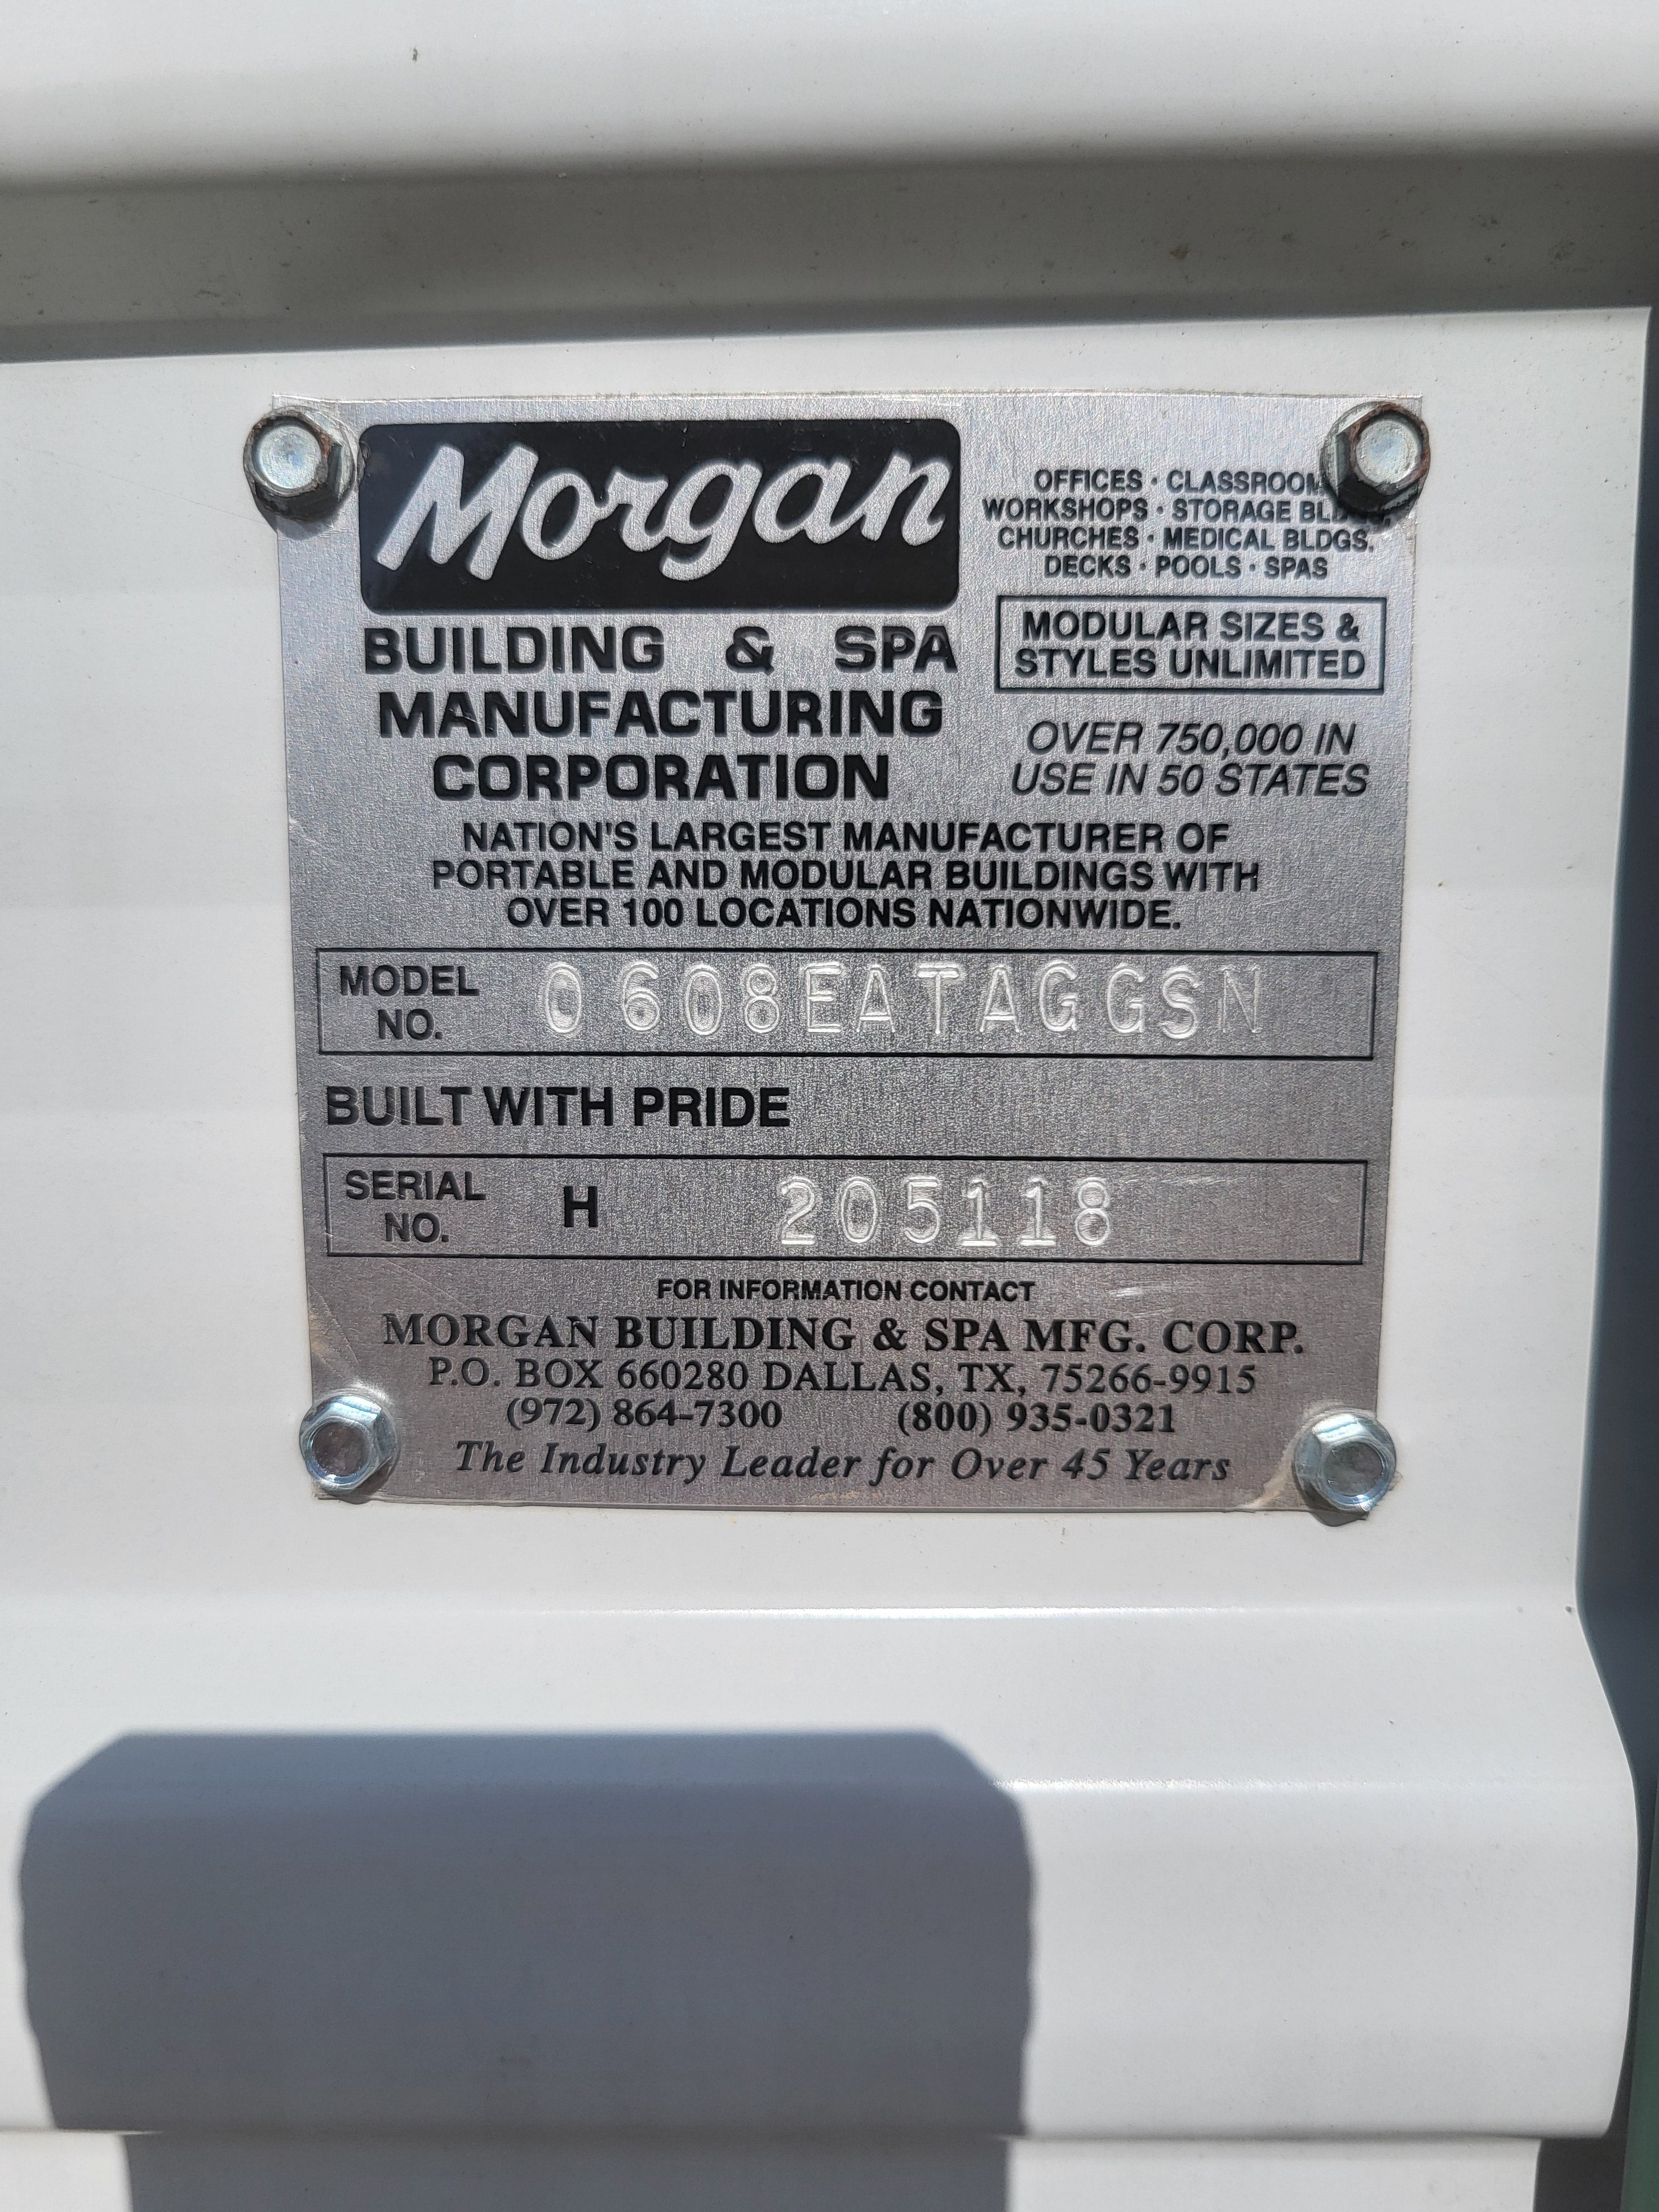 Morgan
BUILDING & SPA
MANUFACTURING
CORPORATION
OFFICES · CLASSROOM
WORKSHOPS · STORAGE
CHURCHES · MEDICAL BLDGS.
DECKS · POOLS · SPAS
MODULAR SIZES &
STYLES UNLIMITED
OVER 750,000 IN
USE IN 50 STATES
NATION'S LARGEST MANUFACTURER OF
PORTABLE AND MODULAR BUILDINGS WITH
OVER 100 LOCATIONS NATIONWIDE.
MODEL NO. 0608EATAGGSN
BUILT WITH PRIDE
SERIAL NO. H 205118
FOR INFORMATION CONTACT
MORGAN BUILDING & SPA MFG. CORP.
P.O. BOX 660280 DALLAS, TX, 75266-9915
(972) 864-7300 (800) 935-0321
The Industry Leader for Over 45 Years